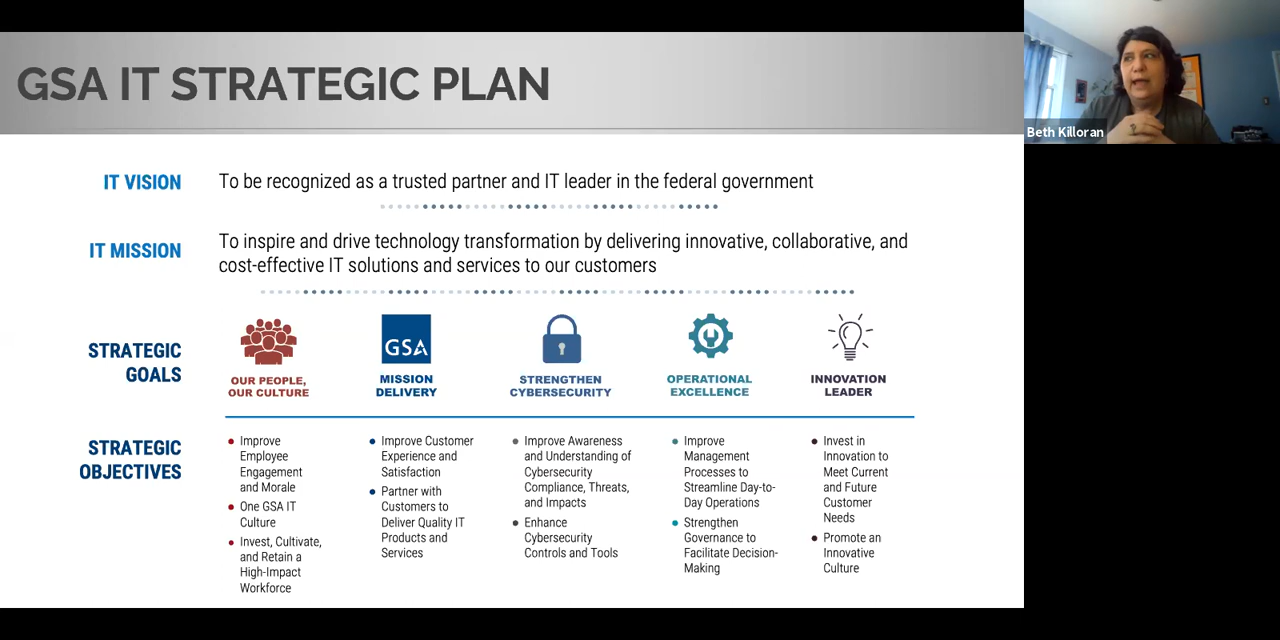 GSA IT STRATEGIC PLAN
Beth Killoran
IT VISION
To be recognized as a trusted partner and IT leader in the federal government
IT MISSION
To inspire and drive technology transformation by delivering innovative, collaborative, and
cost-effective IT solutions and services to our customers
STRATEGIC
GOALS
OUR PEOPLE,
OUR CULTURE
GSA
MISSION
DELIVERY
STRENGTHEN
CYBERSECURITY
OPERATIONAL
EXCELLENCE
INNOVATION
LEADER
STRATEGIC
OBJECTIVES
• Improve
Employee
Engagement
and Morale
• One GSA IT
Culture
• Invest, Cultivate,
and Retain a
High-Impact
Workforce
• Improve Customer
Experience and
Satisfaction
• Partner with
Customers to
Deliver Quality IT
Products and
Services
• Improve Awareness
and Understanding of
Cybersecurity
Compliance, Threats,
and Impacts
• Enhance
Cybersecurity
Controls and Tools
• Improve
Management
Processes to
Streamline Day-to-
Day Operations
• Strengthen
Governance to
Facilitate Decision-
Making
• Invest in
Innovation to
Meet Current
and Future
Customer
Needs
• Promote an
Innovative
Culture